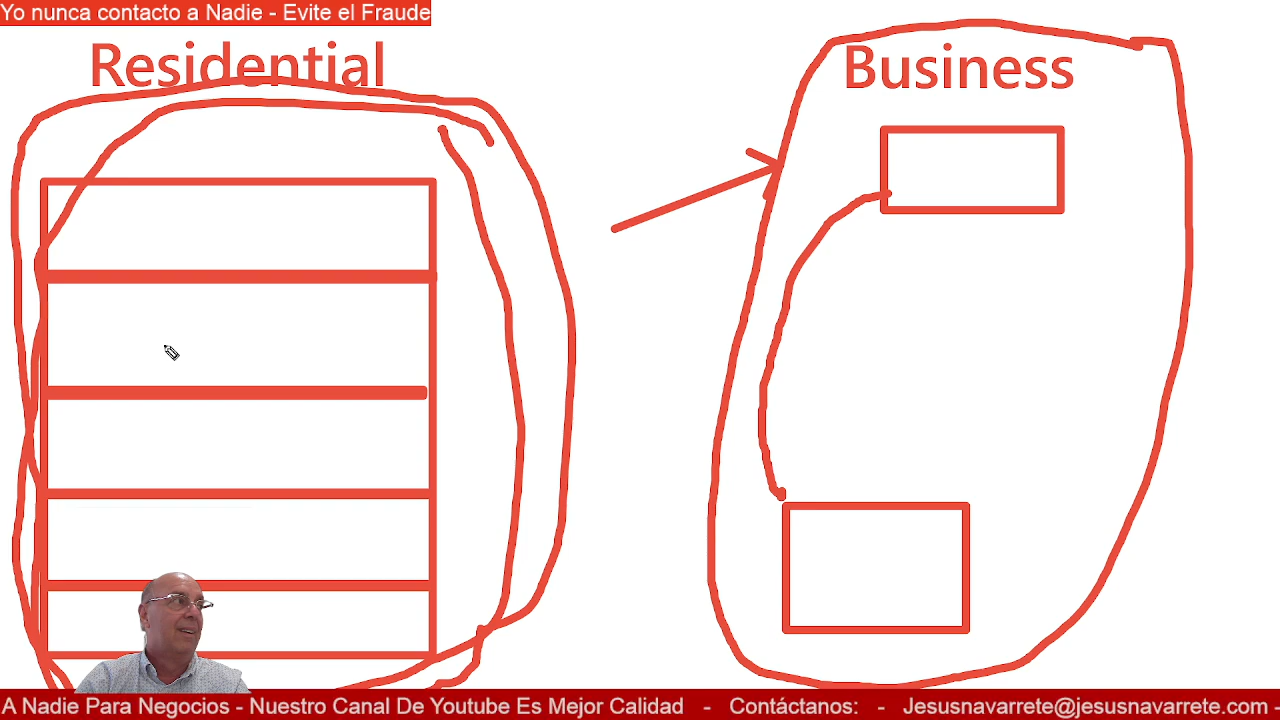 Yo nunca contacto a Nadie - Evite el Fraude
Residential
Business
A Nadie Para Negocios - Nuestro Canal De Youtube Es Mejor Calidad - Contáctanos: - Jesusnavarrete@jesusnavarrete.com -